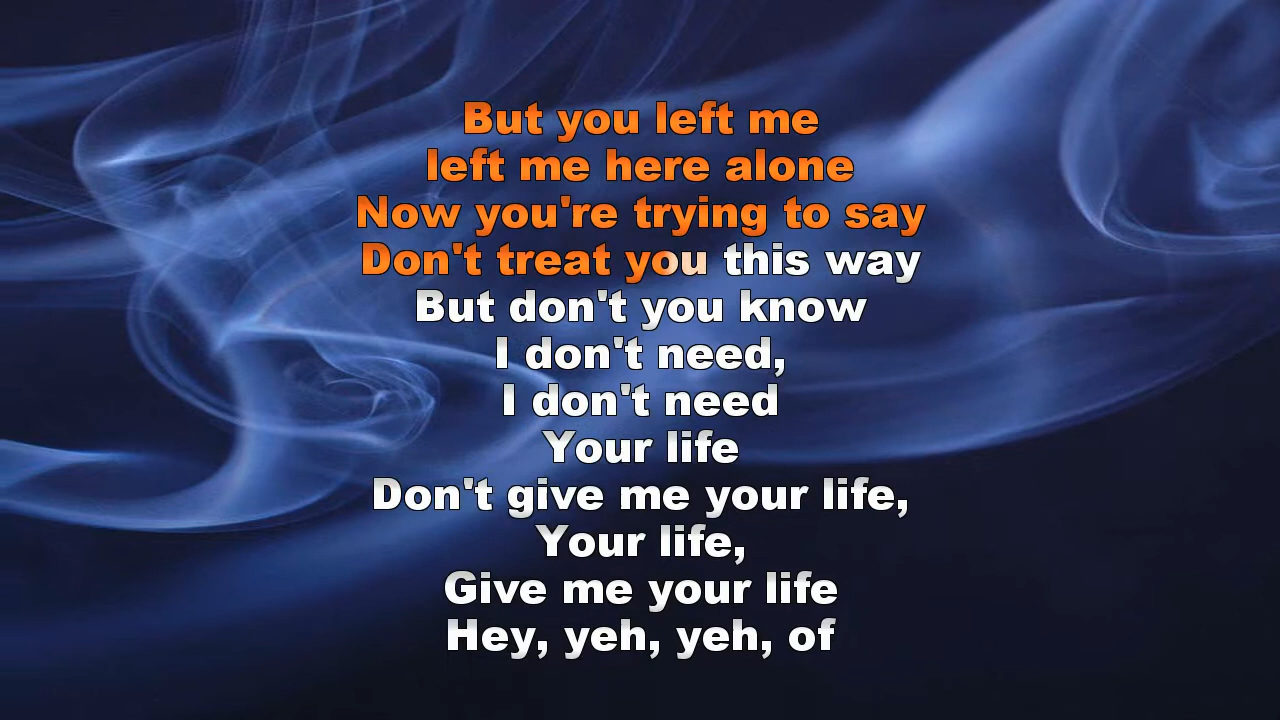 But you left me
left me here alone
Now you're trying to say
Don't treat you this way
But don't you know
I don't need,
I don't need
Your life
Don't give me your life,
Your life,
Give me your life
Hey, yeh, yeh, of